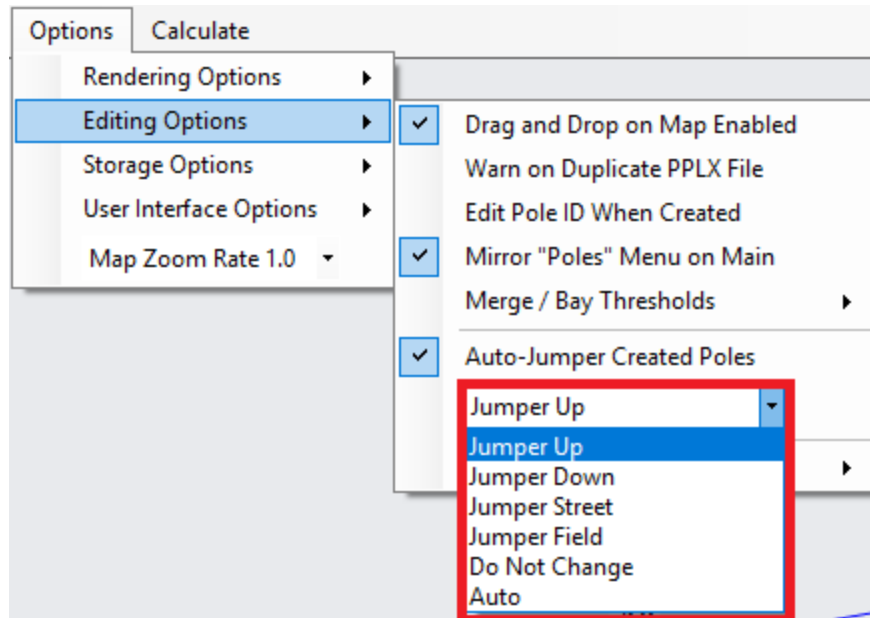 Options Calculate
Rendering Options
Editing Options
Storage Options
User Interface Options
Map Zoom Rate 1.0
Drag and Drop on Map Enabled
Warn on Duplicate PPLX File
Edit Pole ID When Created
Mirror "Poles" Menu on Main
Merge / Bay Thresholds
Auto-Jumper Created Poles
Jumper Up
Jumper Up
Jumper Down
Jumper Street
Jumper Field
Do Not Change
Auto